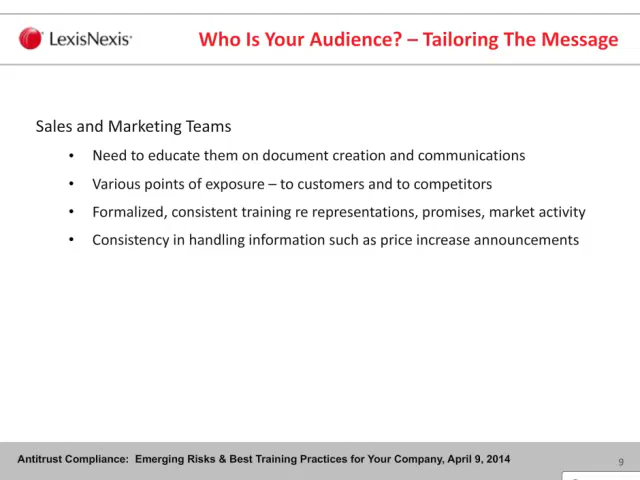 LexisNexis®
Who Is Your Audience? – Tailoring The Message
Sales and Marketing Teams
• Need to educate them on document creation and communications
• Various points of exposure – to customers and to competitors
• Formalized, consistent training re representations, promises, market activity
• Consistency in handling information such as price increase announcements
Antitrust Compliance: Emerging Risks & Best Training Practices for Your Company, April 9, 2014
9